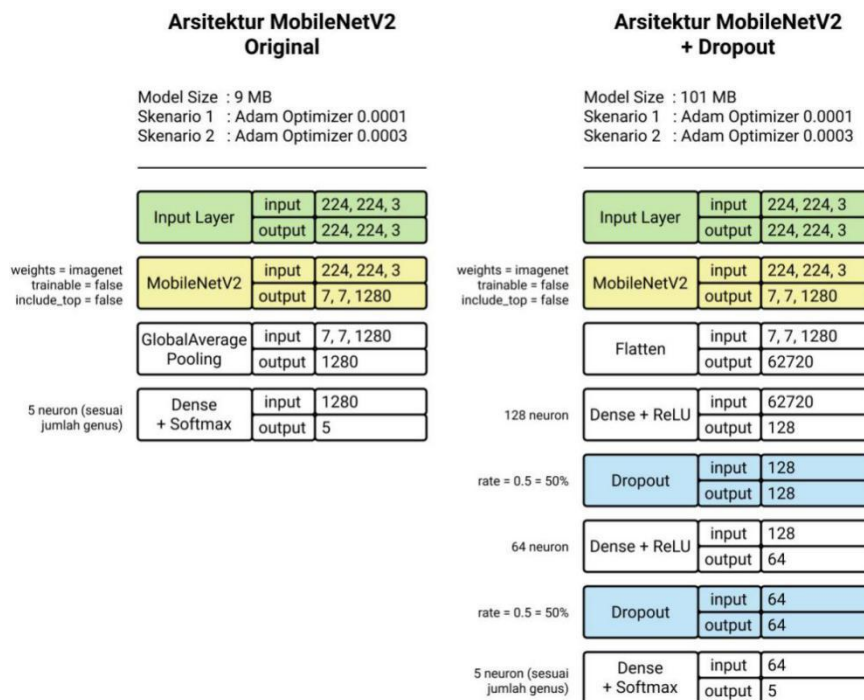 Arsitektur MobileNetV2
Original
Model Size : 9 MB
Skenario 1 : Adam Optimizer 0.0001
Skenario 2 : Adam Optimizer 0.0003
Input Layer
input 224, 224, 3
output 224, 224, 3
weights = imagenet
trainable = false
include_top = false
MobileNetV2
input 224, 224, 3
output 7, 7, 1280
GlobalAverage
Pooling
input 7, 7, 1280
output 1280
5 neuron (sesuai
jumlah genus)
Dense
+ Softmax
input 1280
output 5
Arsitektur MobileNetV2
+ Dropout
Model Size : 101 MB
Skenario 1 : Adam Optimizer 0.0001
Skenario 2 : Adam Optimizer 0.0003
Input Layer
input 224, 224, 3
output 224, 224, 3
weights = imagenet
trainable = false
include_top = false
MobileNetV2
input 224, 224, 3
output 7, 7, 1280
Flatten
input 7, 7, 1280
output 62720
128 neuron
Dense + ReLU
input 62720
output 128
rate = 0.5 = 50%
Dropout
input 128
output 128
64 neuron
Dense + ReLU
input 128
output 64
rate = 0.5 = 50%
Dropout
input 64
output 64
5 neuron (sesuai
jumlah genus)
Dense
+ Softmax
input 64
output 5